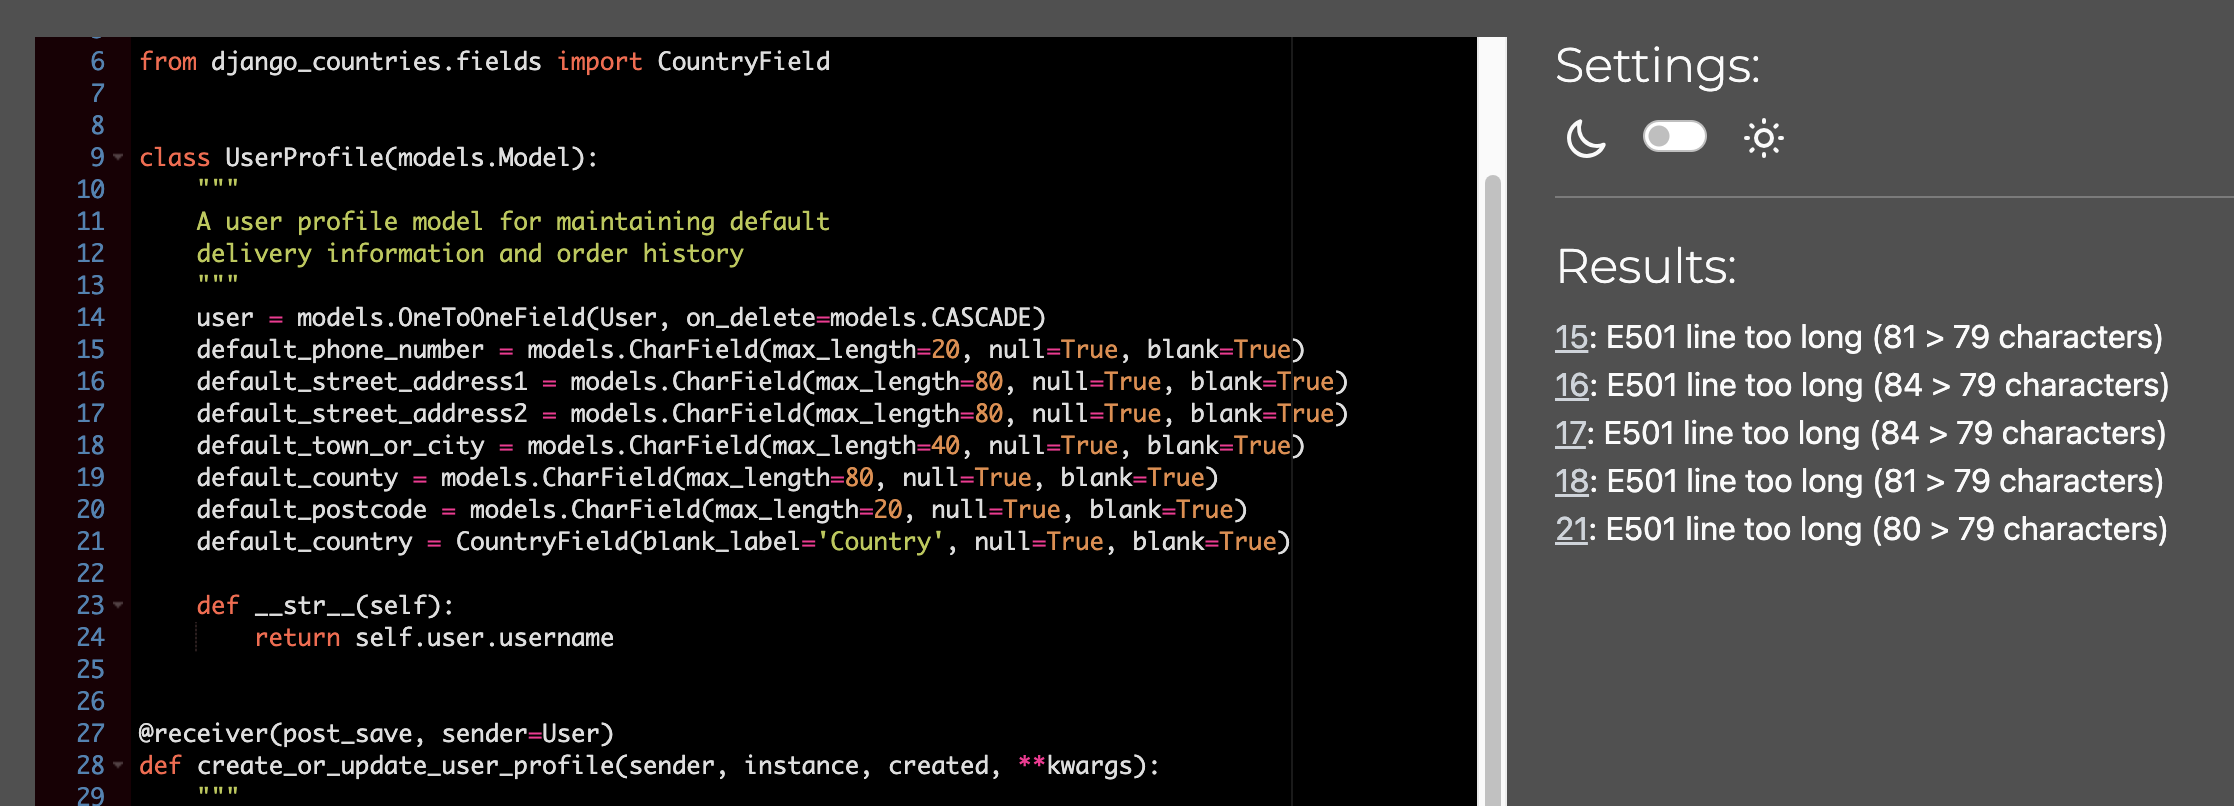 6 from django_countries.fields import CountryField
7
8
9 class UserProfile(models.Model):
10     """
11     A user profile model for maintaining default
12     delivery information and order history
13     """
14     user = models.OneToOneField(User, on_delete=models.CASCADE)
15     default_phone_number = models.CharField(max_length=20, null=True, blank=True)
16     default_street_address1 = models.CharField(max_length=80, null=True, blank=True)
17     default_street_address2 = models.CharField(max_length=80, null=True, blank=True)
18     default_town_or_city = models.CharField(max_length=40, null=True, blank=True)
19     default_county = models.CharField(max_length=80, null=True, blank=True)
20     default_postcode = models.CharField(max_length=20, null=True, blank=True)
21     default_country = CountryField(blank_label='Country', null=True, blank=True)
22
23     def __str__(self):
24         return self.user.username
25
26
27 @receiver(post_save, sender=User)
28 def create_or_update_user_profile(sender, instance, created, **kwargs):
29     """
Settings:
Results:
15: E501 line too long (81 > 79 characters)
16: E501 line too long (84 > 79 characters)
17: E501 line too long (84 > 79 characters)
18: E501 line too long (81 > 79 characters)
21: E501 line too long (80 > 79 characters)